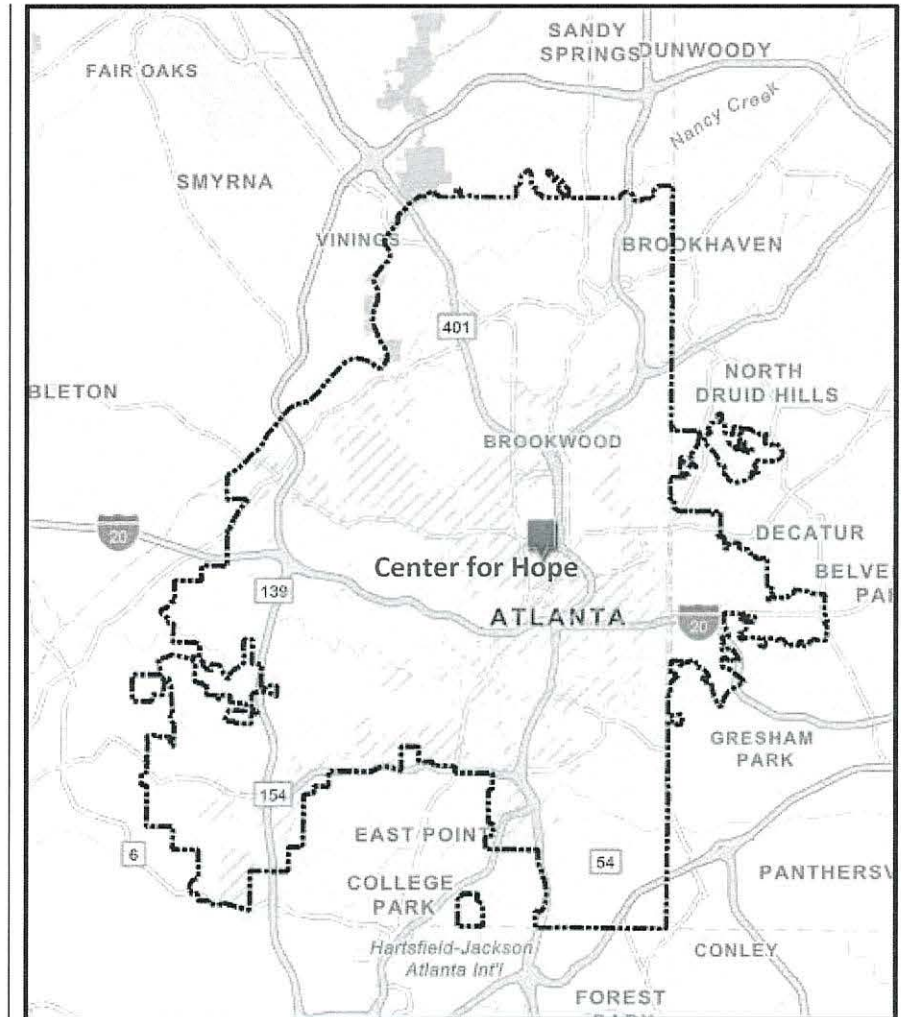 SANDY
SPRINGS
DUNWOODY
FAIR OAKS
Nancy Creek
SMYRNA
VININGS
BROOKHAVEN
401
NORTH
DRUID HILLS
BLETON
BROOKWOOD
20
DECATUR
Center for Hope
BELVE
PAI
139
ATLANTA
20
GRESHAM
PARK
154
EAST POINT
6
54
PANTHERSV
COLLEGE
PARK
Hartsfield-Jackson
Atlanta Int'l
CONLEY
FOREST
PARK